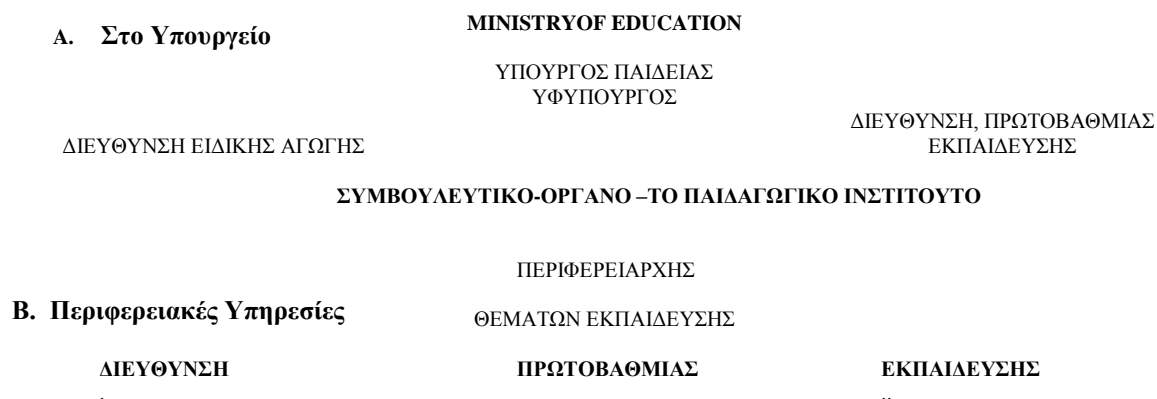 MINISTRYOF EDUCATION
Α. Στο Υπουργείο
ΥΠΟΥΡΓΟΣ ΠΑΙΔΕΙΑΣ
ΥΦΥΠΟΥΡΓΟΣ
ΔΙΕΥΘΥΝΣΗ, ΠΡΩΤΟΒΑΘΜΙΑΣ
ΔΙΕΥΘΥΝΣΗ ΕΙΔΙΚΗΣ ΑΓΩΓΗΣ ΕΚΠΑΙΔΕΥΣΗΣ
ΣΥΜΒΟΥΛΕΥΤΙΚΟ-ΟΡΓΑΝΟ –ΤΟ ΠΑΙΔΑΓΩΓΙΚΟ ΙΝΣΤΙΤΟΥΤΟ
ΠΕΡΙΦΕΡΕΙΑΡΧΗΣ
Β. Περιφερειακές Υπηρεσίες
ΘΕΜΑΤΩΝ ΕΚΠΑΙΔΕΥΣΗΣ
ΔΙΕΥΘΥΝΣΗ ΠΡΩΤΟΒΑΘΜΙΑΣ ΕΚΠΑΙΔΕΥΣΗΣ